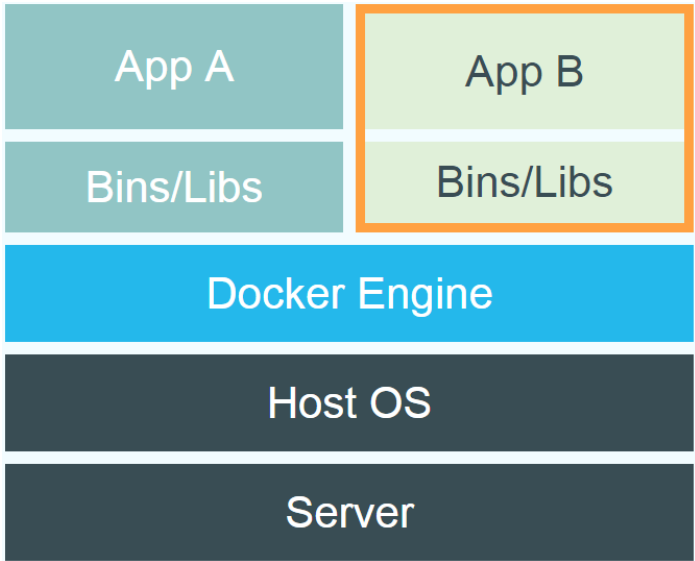 App A
App B
Bins/Libs
Bins/Libs
Docker Engine
Host OS
Server